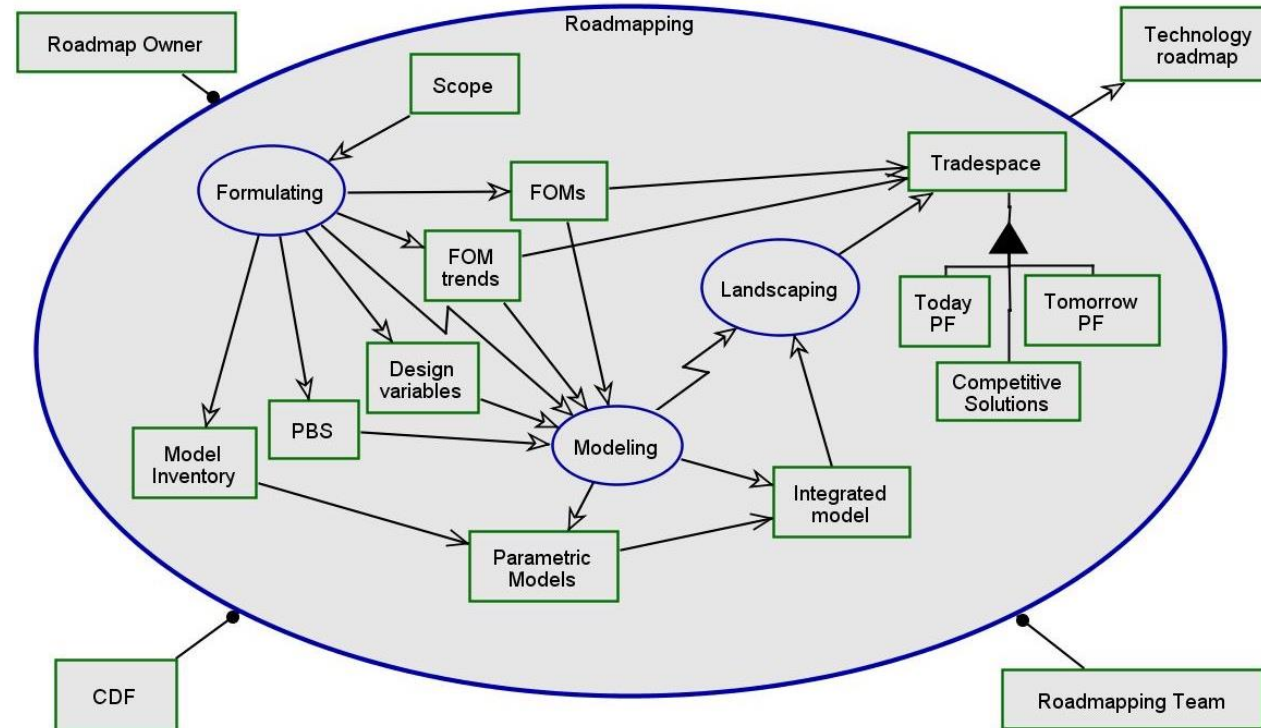 Roadmapping
Roadmap Owner
Technology
roadmap
Scope
Tradespace
Formulating
FOMs
FOM
trends
Landscaping
Today
PF
Tomorrow
PF
Design
variables
Competitive
Solutions
PBS
Model
Inventory
Modeling
Integrated
model
Parametric
Models
CDF
Roadmapping Team